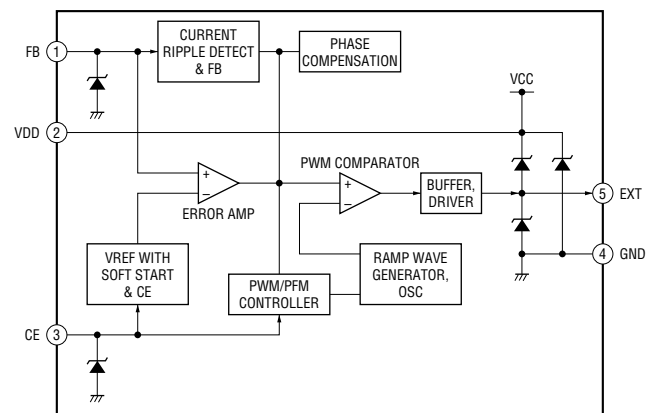 FB 1
CURRENT
RIPPLE DETECT
& FB
PHASE
COMPENSATION
VCC
VDD 2
PWM COMPARATOR
+
−
ERROR AMP
+
−
BUFFER,
DRIVER
5 EXT
4 GND
VREF WITH
SOFT START
& CE
PWM/PFM
CONTROLLER
RAMP WAVE
GENERATOR,
OSC
CE 3